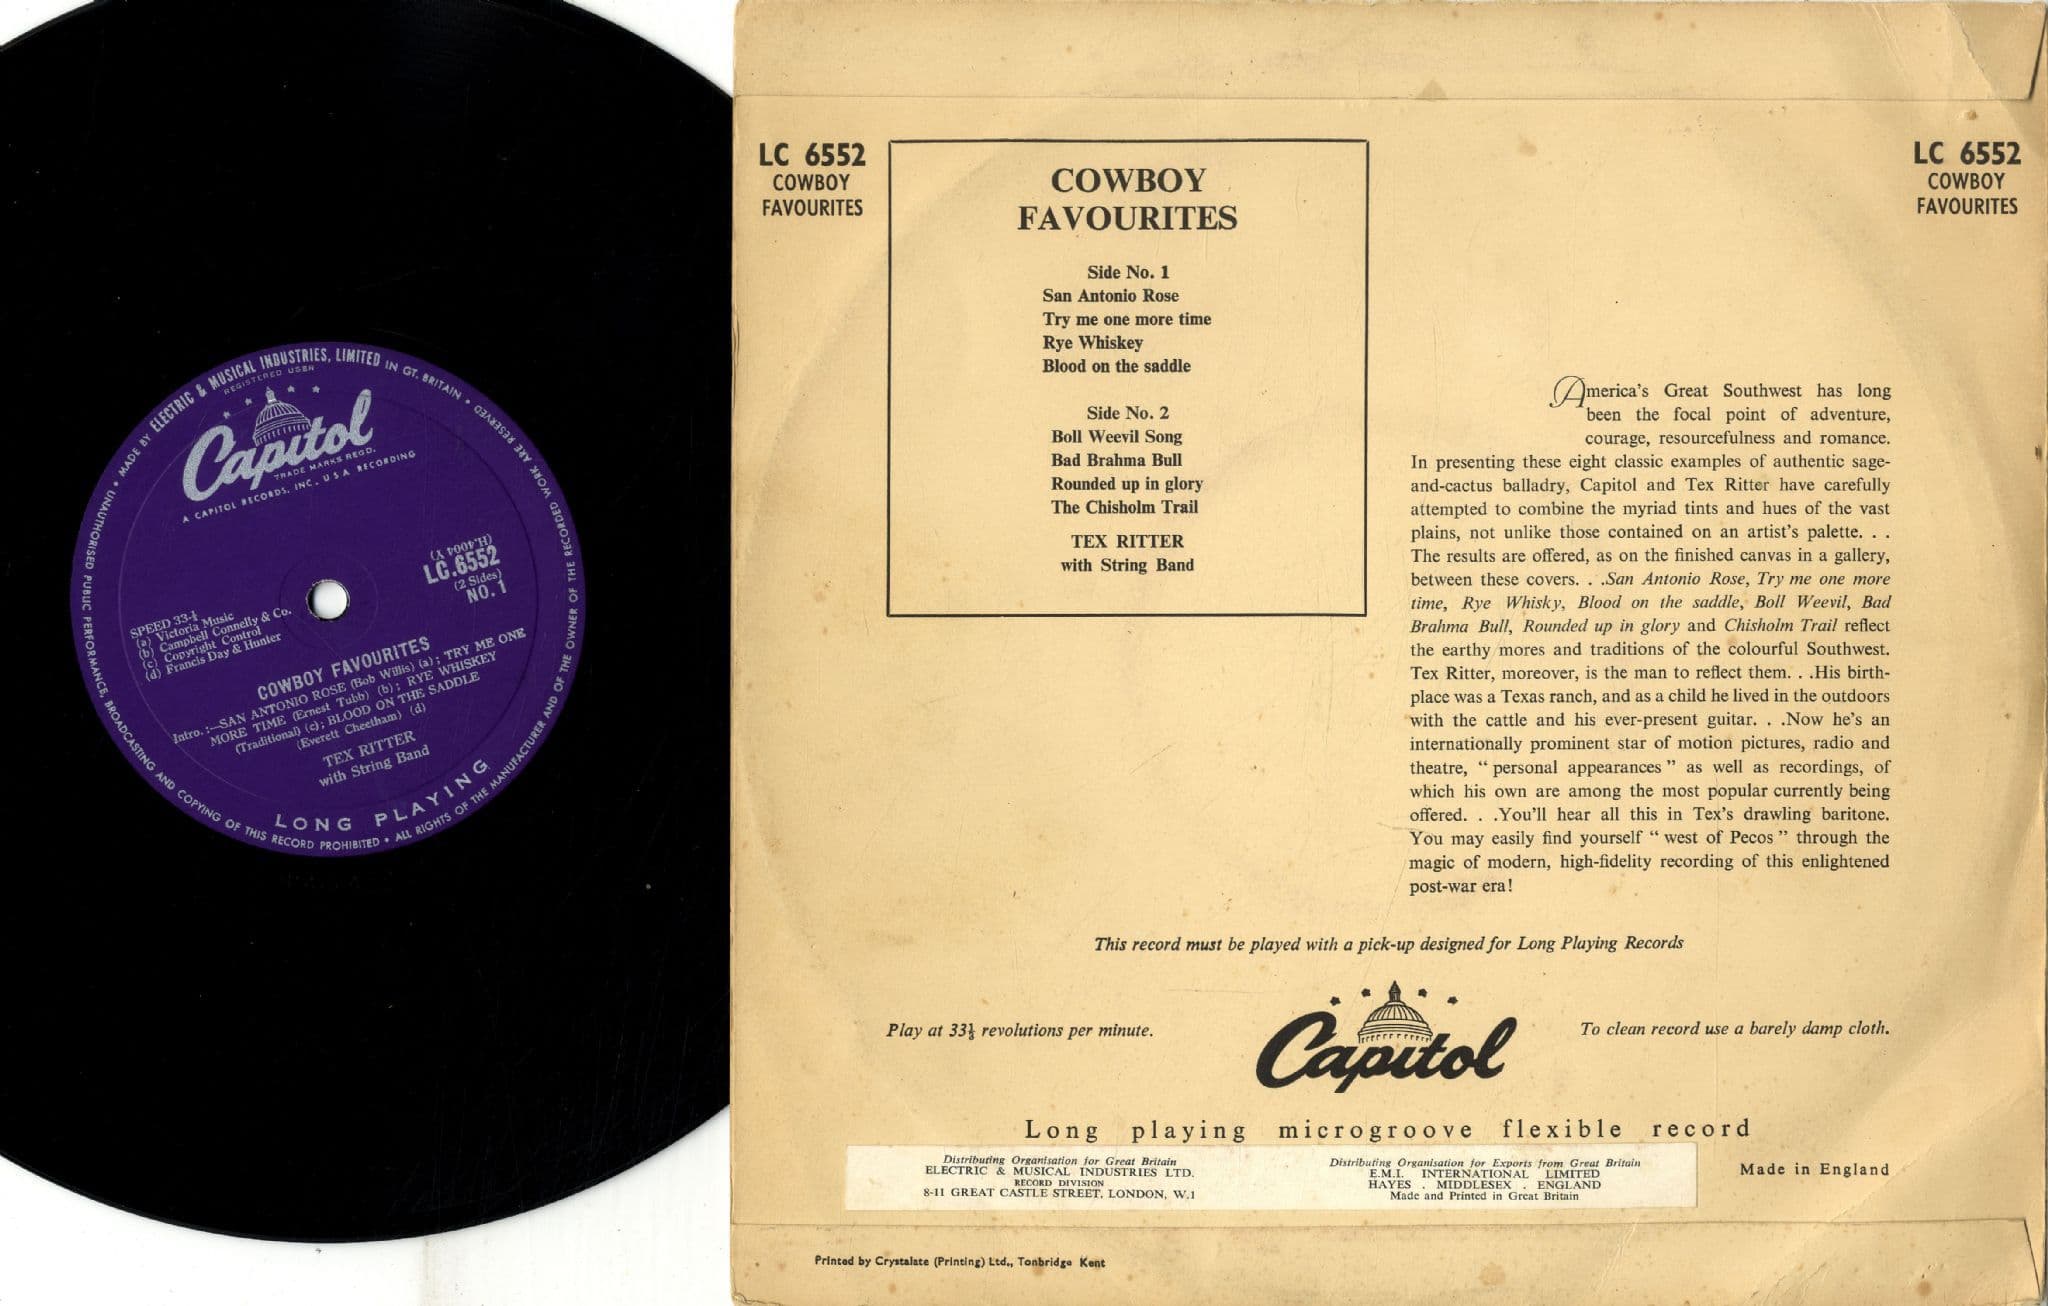 MADE BY ELECTRIC & MUSICAL INDUSTRIES, LIMITED IN GT. BRITAIN • 
REGISTERED USER
Capitol
TRADE MARKS REGD.
A CAPITOL RECORDS, INC., U.S.A. RECORDING
(H.4004 X)
LC.6552
(2 Sides)
NO. 1
SPEED 33-⅓
(a) Victoria Music
(b) Campbell Connelly & Co.
(c) Copyright Control
(d) Francis Day & Hunter
COWBOY FAVOURITES
Intro.:—SAN ANTONIO ROSE (Bob Willis) (a); TRY ME ONE
MORE TIME (Ernest Tubb) (b); RYE WHISKEY
(Traditional) (c); BLOOD ON THE SADDLE
(Everett Cheetham) (d)
TEX RITTER
with String Band
LONG PLAYING
ALL RIGHTS OF THE MANUFACTURER AND OF THE OWNER OF THE RECORDED WORK ARE RESERVED •
UNAUTHORISED PUBLIC PERFORMANCE, BROADCASTING AND COPYING OF THIS RECORD PROHIBITED •
LC 6552
COWBOY
FAVOURITES
COWBOY
FAVOURITES
Side No. 1
San Antonio Rose
Try me one more time
Rye Whiskey
Blood on the saddle
Side No. 2
Boll Weevil Song
Bad Brahma Bull
Rounded up in glory
The Chisholm Trail
TEX RITTER
with String Band
LC 6552
COWBOY
FAVOURITES
America's Great Southwest has long
been the focal point of adventure,
courage, resourcefulness and romance.
In presenting these eight classic examples of authentic sage-
and-cactus balladry, Capitol and Tex Ritter have carefully
attempted to combine the myriad tints and hues of the vast
plains, not unlike those contained on an artist's palette. . .
The results are offered, as on the finished canvas in a gallery,
between these covers. . .San Antonio Rose, Try me one more
time, Rye Whisky, Blood on the saddle, Boll Weevil, Bad
Brahma Bull, Rounded up in glory and Chisholm Trail reflect
the earthy mores and traditions of the colourful Southwest.
Tex Ritter, moreover, is the man to reflect them. . .His birth-
place was a Texas ranch, and as a child he lived in the outdoors
with the cattle and his ever-present guitar. . .Now he's an
internationally prominent star of motion pictures, radio and
theatre, “ personal appearances ” as well as recordings, of
which his own are among the most popular currently being
offered. . .You'll hear all this in Tex's drawling baritone.
You may easily find yourself “ west of Pecos ” through the
magic of modern, high-fidelity recording of this enlightened
post-war era!
This record must be played with a pick-up designed for Long Playing Records
Play at 33⅓ revolutions per minute.
Capitol
To clean record use a barely damp cloth.
Long playing microgroove flexible record
Distributing Organisation for Great Britain
ELECTRIC & MUSICAL INDUSTRIES LTD.
RECORD DIVISION
8-11 GREAT CASTLE STREET, LONDON, W.1
Distributing Organisation for Exports from Great Britain
E.M.I. INTERNATIONAL LIMITED
HAYES . MIDDLESEX . ENGLAND
Made and Printed in Great Britain
Made in England
Printed by Crystalate (Printing) Ltd., Tonbridge Kent